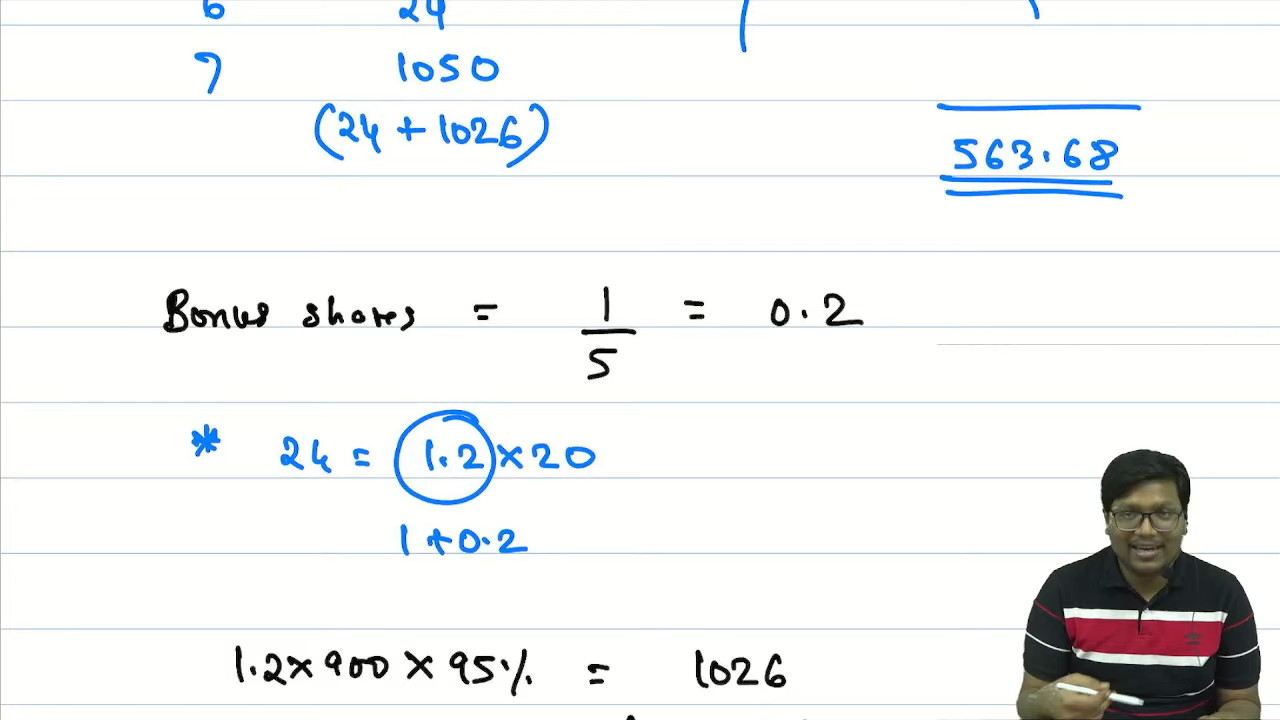 6 24
7 1050
(24 + 1026)
563.68
Bonus shares = 1/5 = 0.2
* 24 = 1.2 × 20
1 + 0.2
1.2 × 900 × 95% = 1026